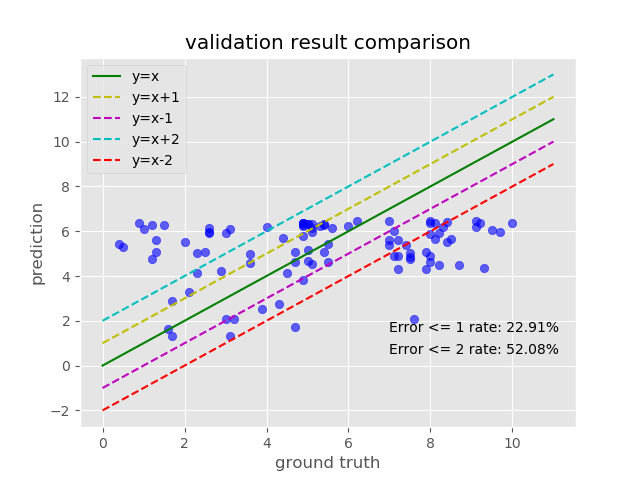 validation result comparison
y=x
y=x+1
y=x-1
y=x+2
y=x-2
12
10
8
6
4
2
0
−2
prediction
Error <= 1 rate: 22.91%
Error <= 2 rate: 52.08%
0 2 4 6 8 10
ground truth